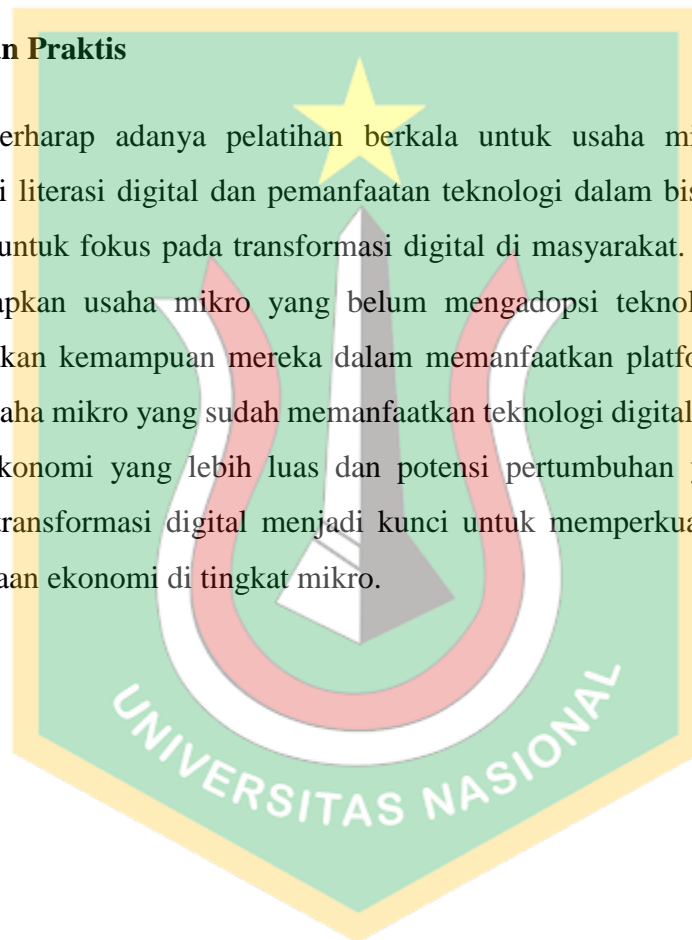 n Praktis
erharap adanya pelatihan berkala untuk usaha mi
i literasi digital dan pemanfaatan teknologi dalam bis
untuk fokus pada transformasi digital di masyarakat.
apkan usaha mikro yang belum mengadopsi teknol
kan kemampuan mereka dalam memanfaatkan platfo
aha mikro yang sudah memanfaatkan teknologi digital
konomi yang lebih luas dan potensi pertumbuhan
transformasi digital menjadi kunci untuk memperkua
aan ekonomi di tingkat mikro.
UNIVERSITAS NASIONAL